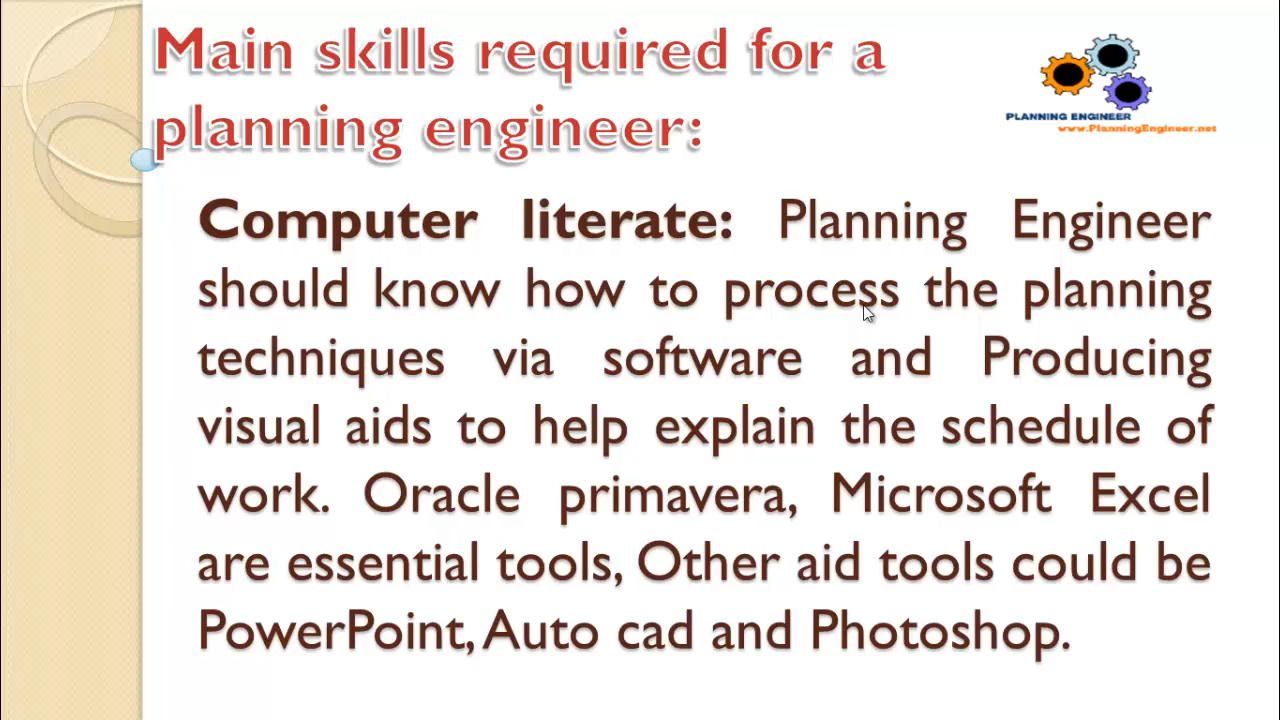 Main skills required for a
planning engineer:
PLANNING ENGINEER
www.PlanningEngineer.net
Computer literate: Planning Engineer
should know how to process the planning
techniques via software and Producing
visual aids to help explain the schedule of
work. Oracle primavera, Microsoft Excel
are essential tools, Other aid tools could be
PowerPoint, Auto cad and Photoshop.